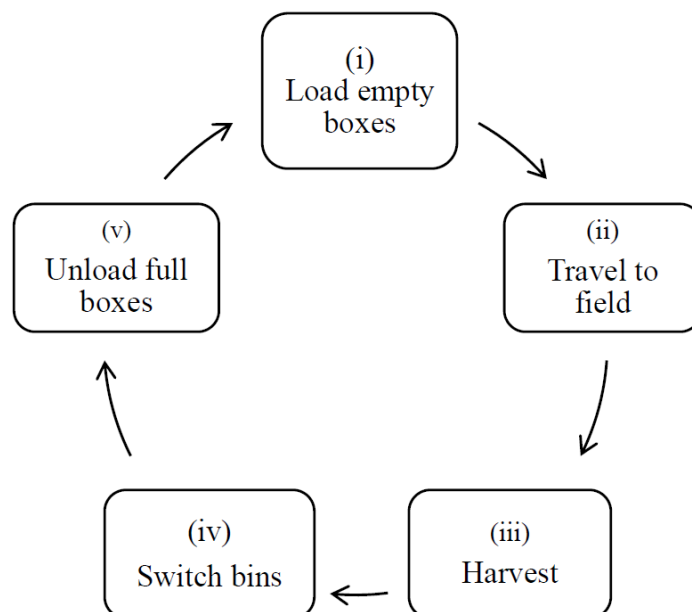 (i)
Load empty
boxes
(ii)
Travel to
field
(iii)
Harvest
(iv)
Switch bins
(v)
Unload full
boxes